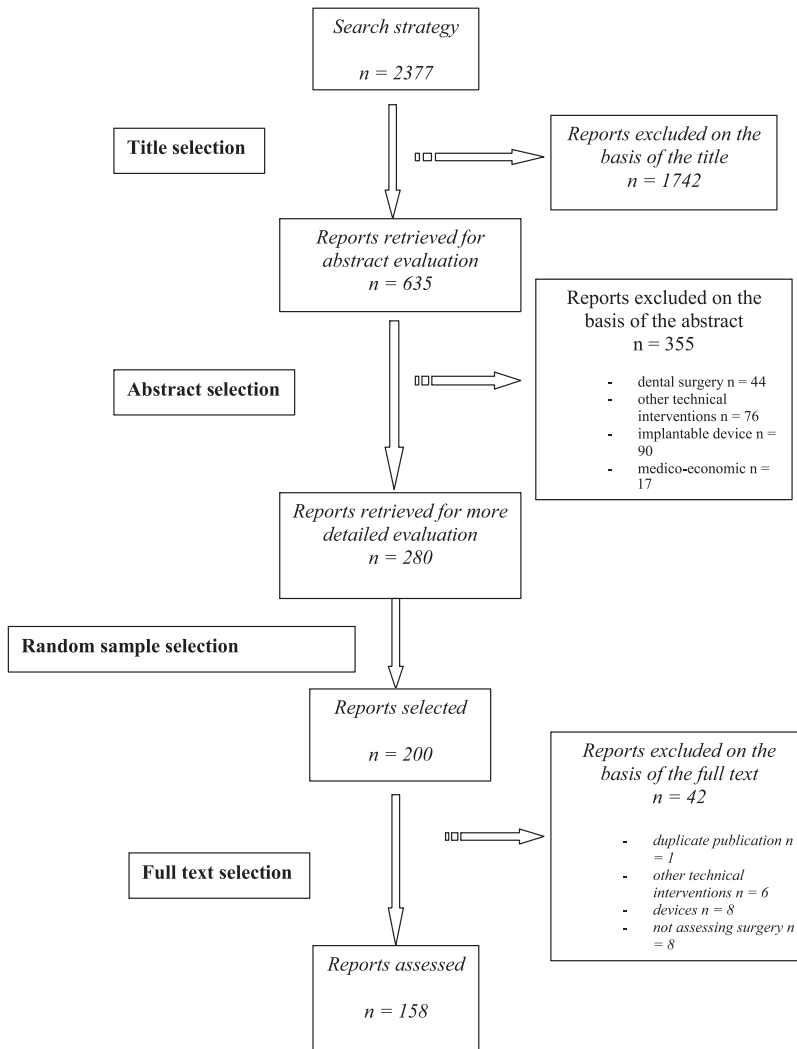 Search strategy
n = 2377
Title selection
Reports excluded on the
basis of the title
n = 1742
Reports retrieved for
abstract evaluation
n = 635
Reports excluded on the
basis of the abstract
n = 355
- dental surgery n = 44
- other technical
interventions n = 76
- implantable device n =
90
- medico-economic n =
17
Abstract selection
Reports retrieved for more
detailed evaluation
n = 280
Random sample selection
Reports selected
n = 200
Reports excluded on the
basis of the full text
n = 42
- duplicate publication n
= 1
- other technical
interventions n = 6
- devices n = 8
- not assessing surgery n
= 8
Full text selection
Reports assessed
n = 158